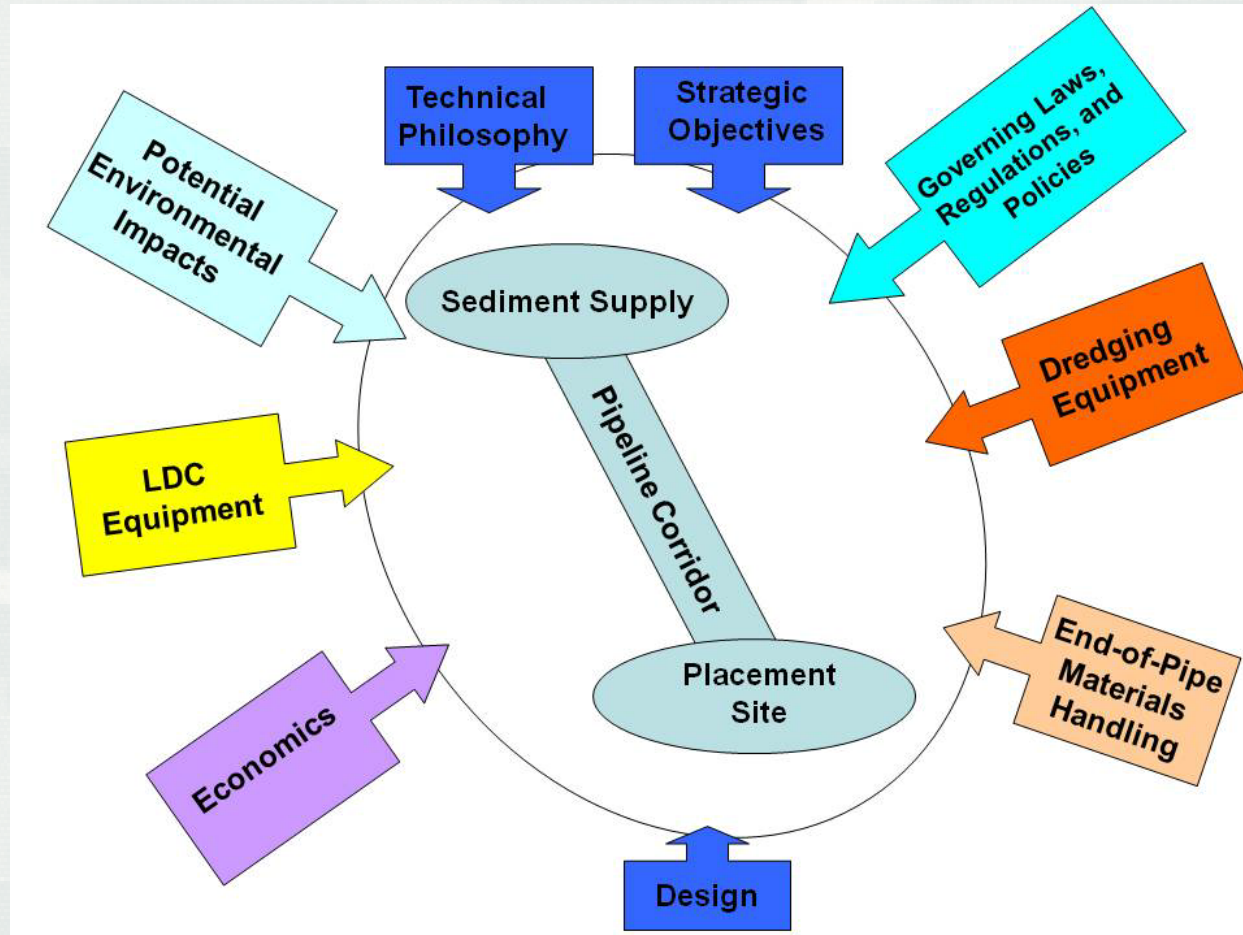 Technical
Philosophy
Strategic
Objectives
Governing Laws,
Regulations, and
Policies
Potential
Environmental
Impacts
Sediment Supply
Dredging
Equipment
Pipeline Corridor
LDC
Equipment
End-of-Pipe
Materials
Handling
Placement
Site
Economics
Design